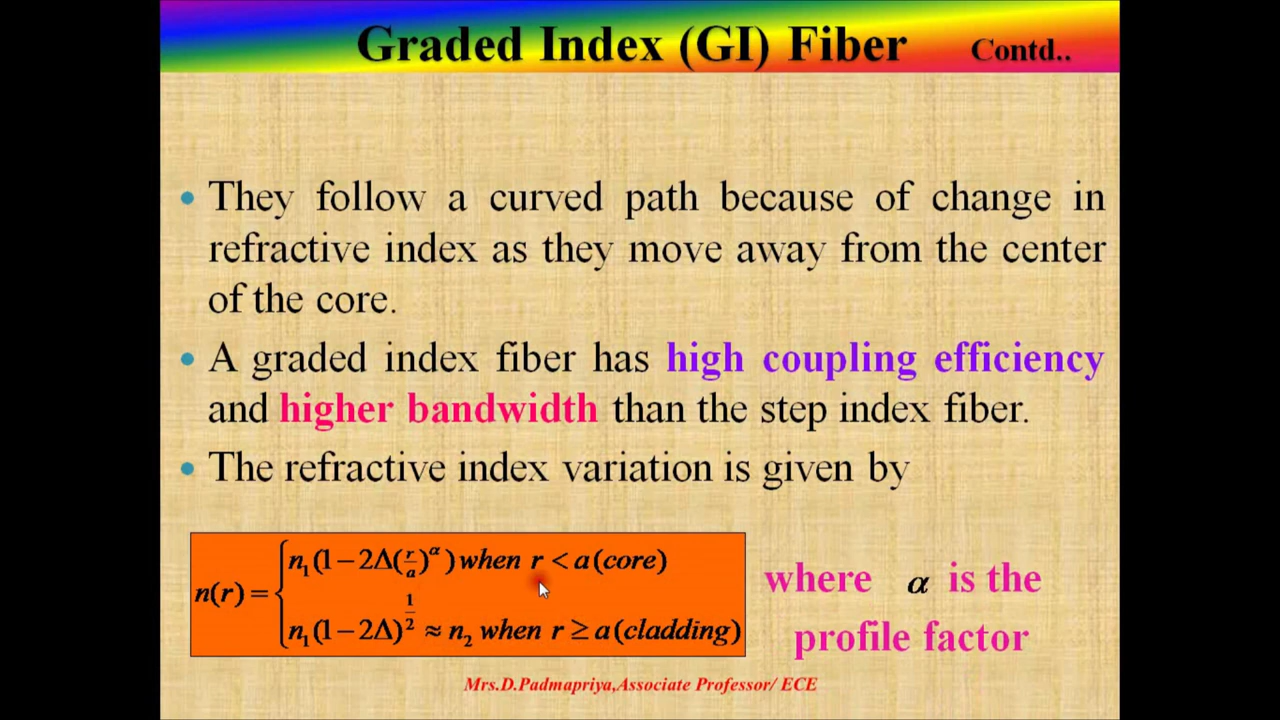 Graded Index (GI) Fiber Contd..
• They follow a curved path because of change in
refractive index as they move away from the center
of the core.
• A graded index fiber has high coupling efficiency
and higher bandwidth than the step index fiber.
• The refractive index variation is given by
n(r) = { n₁(1 − 2Δ(r/a)^α) when r < a (core)
n₁(1 − 2Δ)^(1/2) ≈ n₂ when r ≥ a (cladding)
where α is the
profile factor
Mrs.D.Padmapriya,Associate Professor/ ECE